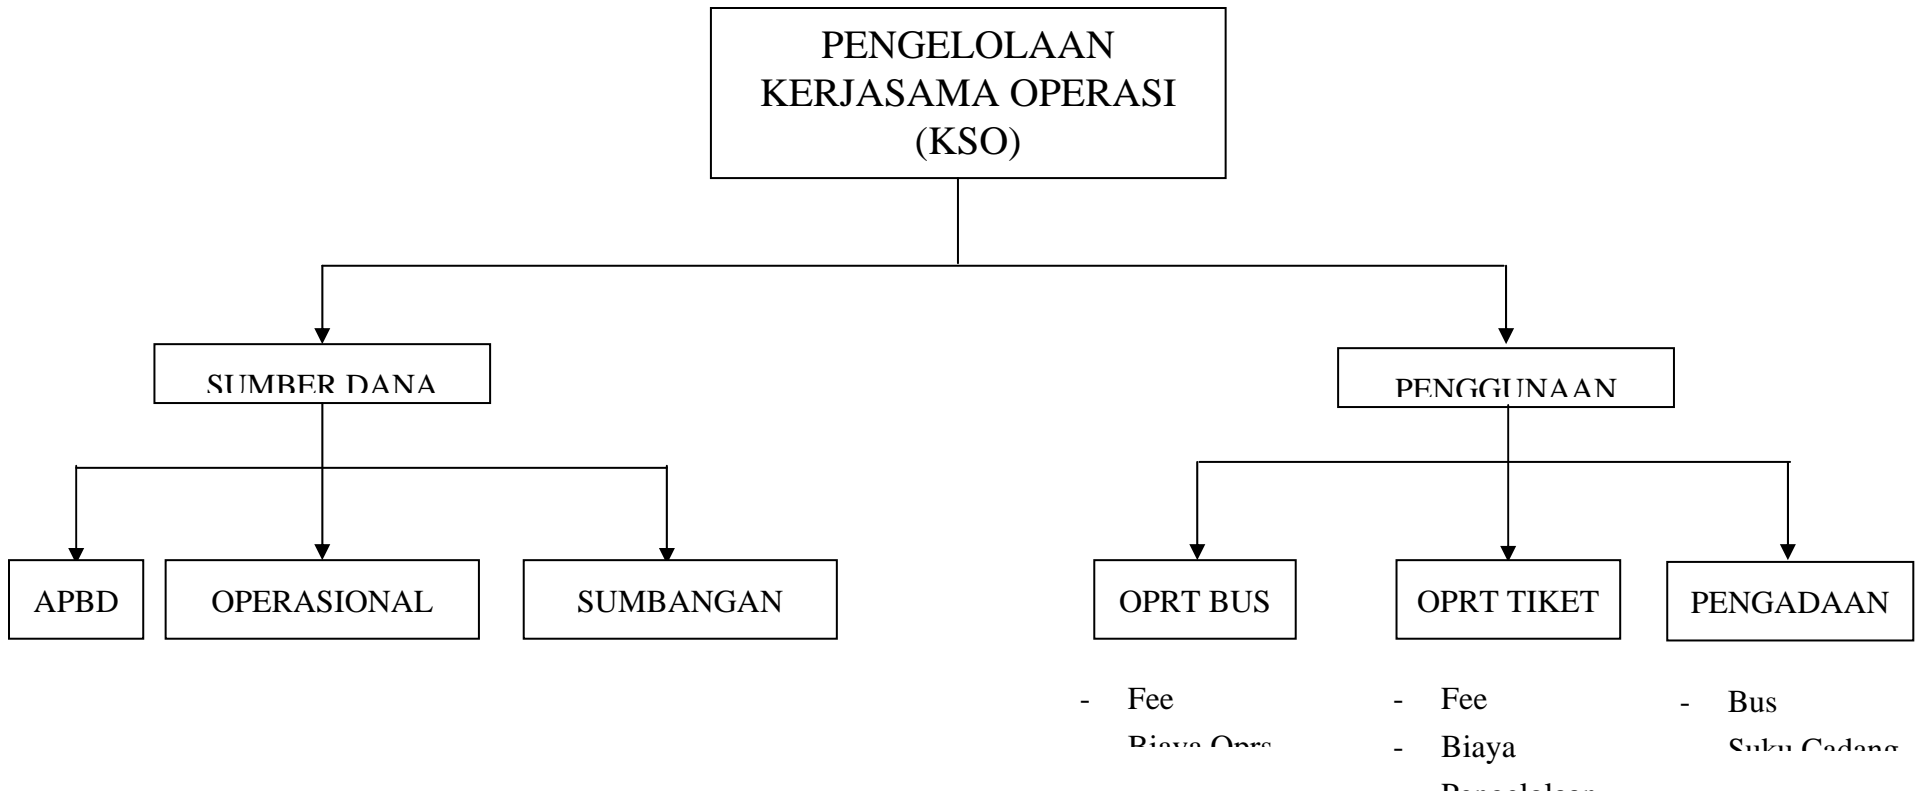 PENGELOLAAN
KERJASAMA OPERASI
(KSO)
SUMBER DANA
PENGGUNAAN
APBD
OPERASIONAL
SUMBANGAN
OPRT BUS
OPRT TIKET
PENGADAAN
- Fee
Biaya Oprs
- Fee
- Biaya
Pengelolaan
- Bus
Suku Cadang